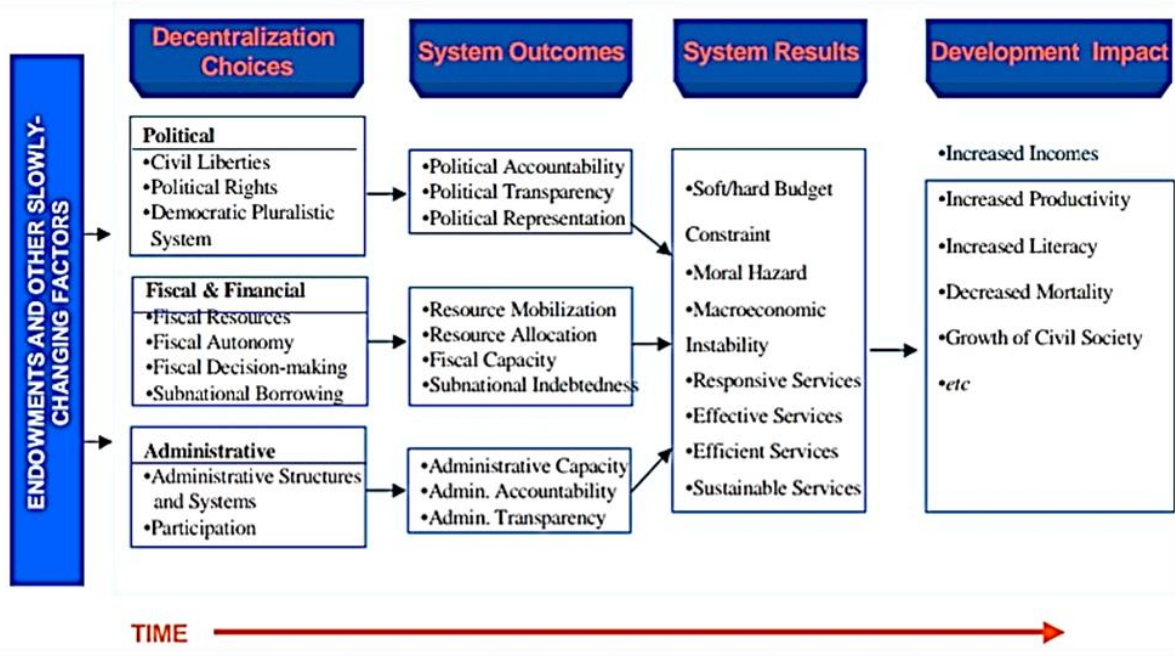 ENDOWMENTS AND OTHER SLOWLY-
CHANGING FACTORS
Decentralization
Choices
Political
•Civil Liberties
•Political Rights
•Democratic Pluralistic
System
Fiscal & Financial
•Fiscal Resources
•Fiscal Autonomy
•Fiscal Decision-making
•Subnational Borrowing
Administrative
•Administrative Structures
and Systems
•Participation
System Outcomes
•Political Accountability
•Political Transparency
•Political Representation
•Resource Mobilization
•Resource Allocation
•Fiscal Capacity
•Subnational Indebtedness
•Administrative Capacity
•Admin. Accountability
•Admin. Transparency
System Results
•Soft/hard Budget
Constraint
•Moral Hazard
•Macroeconomic
Instability
•Responsive Services
•Effective Services
•Efficient Services
•Sustainable Services
Development Impact
•Increased Incomes
•Increased Productivity
•Increased Literacy
•Decreased Mortality
•Growth of Civil Society
•etc
TIME